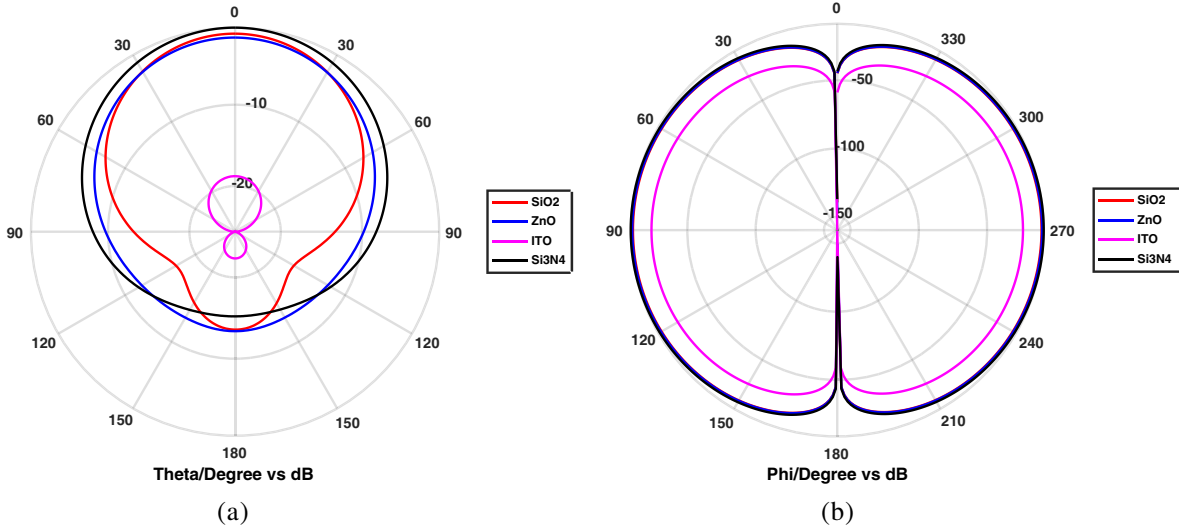 0
30
30
60
60
90
90
120
120
150
150
180
-10
-20
SiO2
ZnO
ITO
Si3N4
Theta/Degree vs dB
(a)
0
30
330
60
300
90
270
120
240
150
210
180
-50
-100
-150
SiO2
ZnO
ITO
Si3N4
Phi/Degree vs dB
(b)